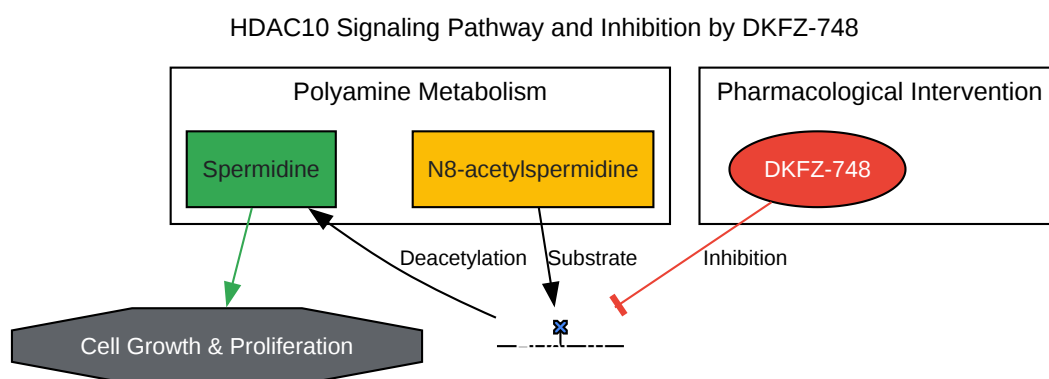 HDAC10 Signaling Pathway and Inhibition by DKFZ-748
Polyamine Metabolism
Pharmacological Intervention
Spermidine
N8-acetylspermidine
DKFZ-748
Deacetylation
Substrate
Inhibition
Cell Growth & Proliferation